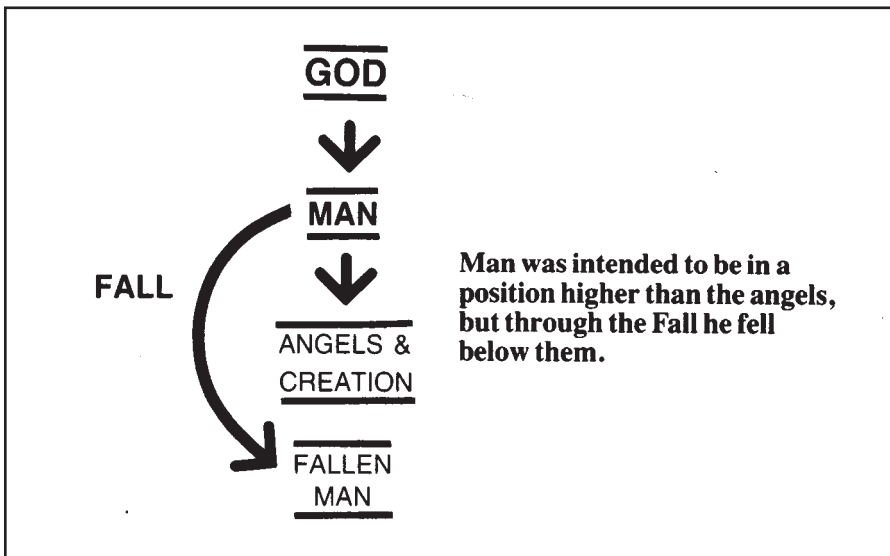 GOD
MAN
FALL
Man was intended to be in a
position higher than the angels,
but through the Fall he fell
below them.
ANGELS &
CREATION
FALLEN
MAN